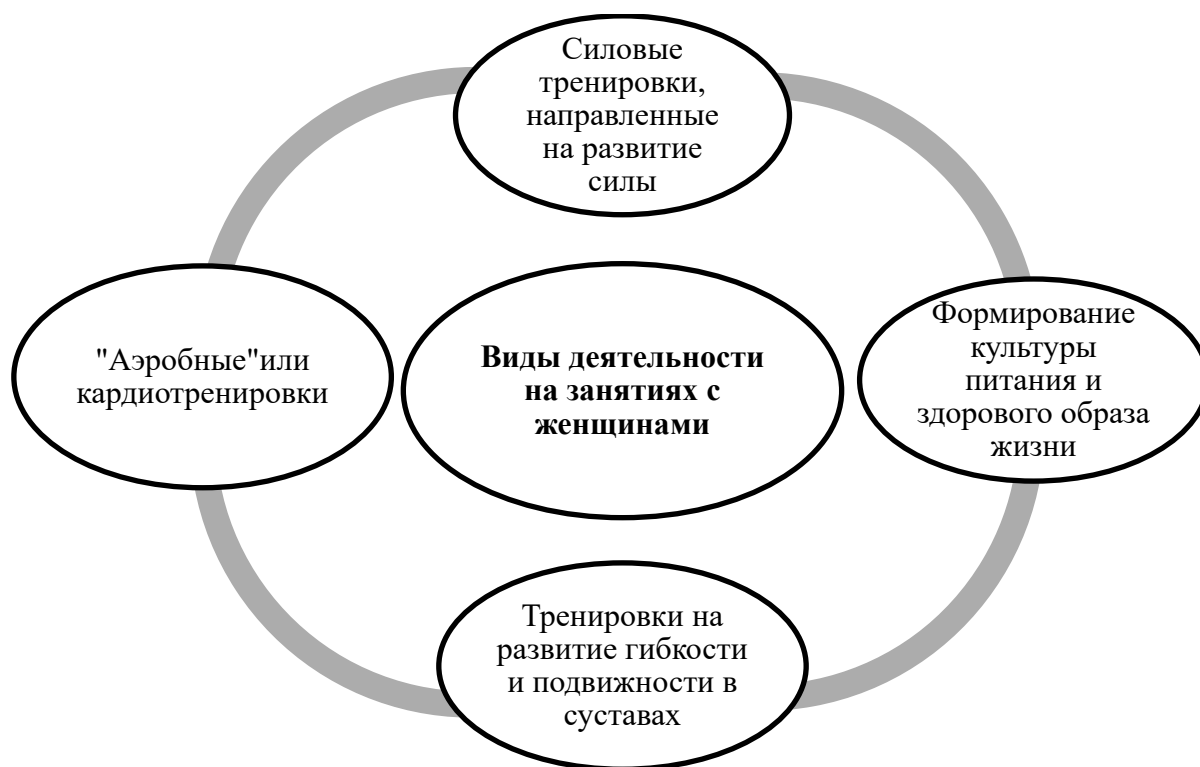 Силовые
тренировки,
направленные
на развитие
силы
"Аэробные"или
кардиотренировки
Виды деятельности
на занятиях с
женщинами
Формирование
культуры
питания и
здорового образа
жизни
Тренировки на
развитие гибкости
и подвижности в
суставах